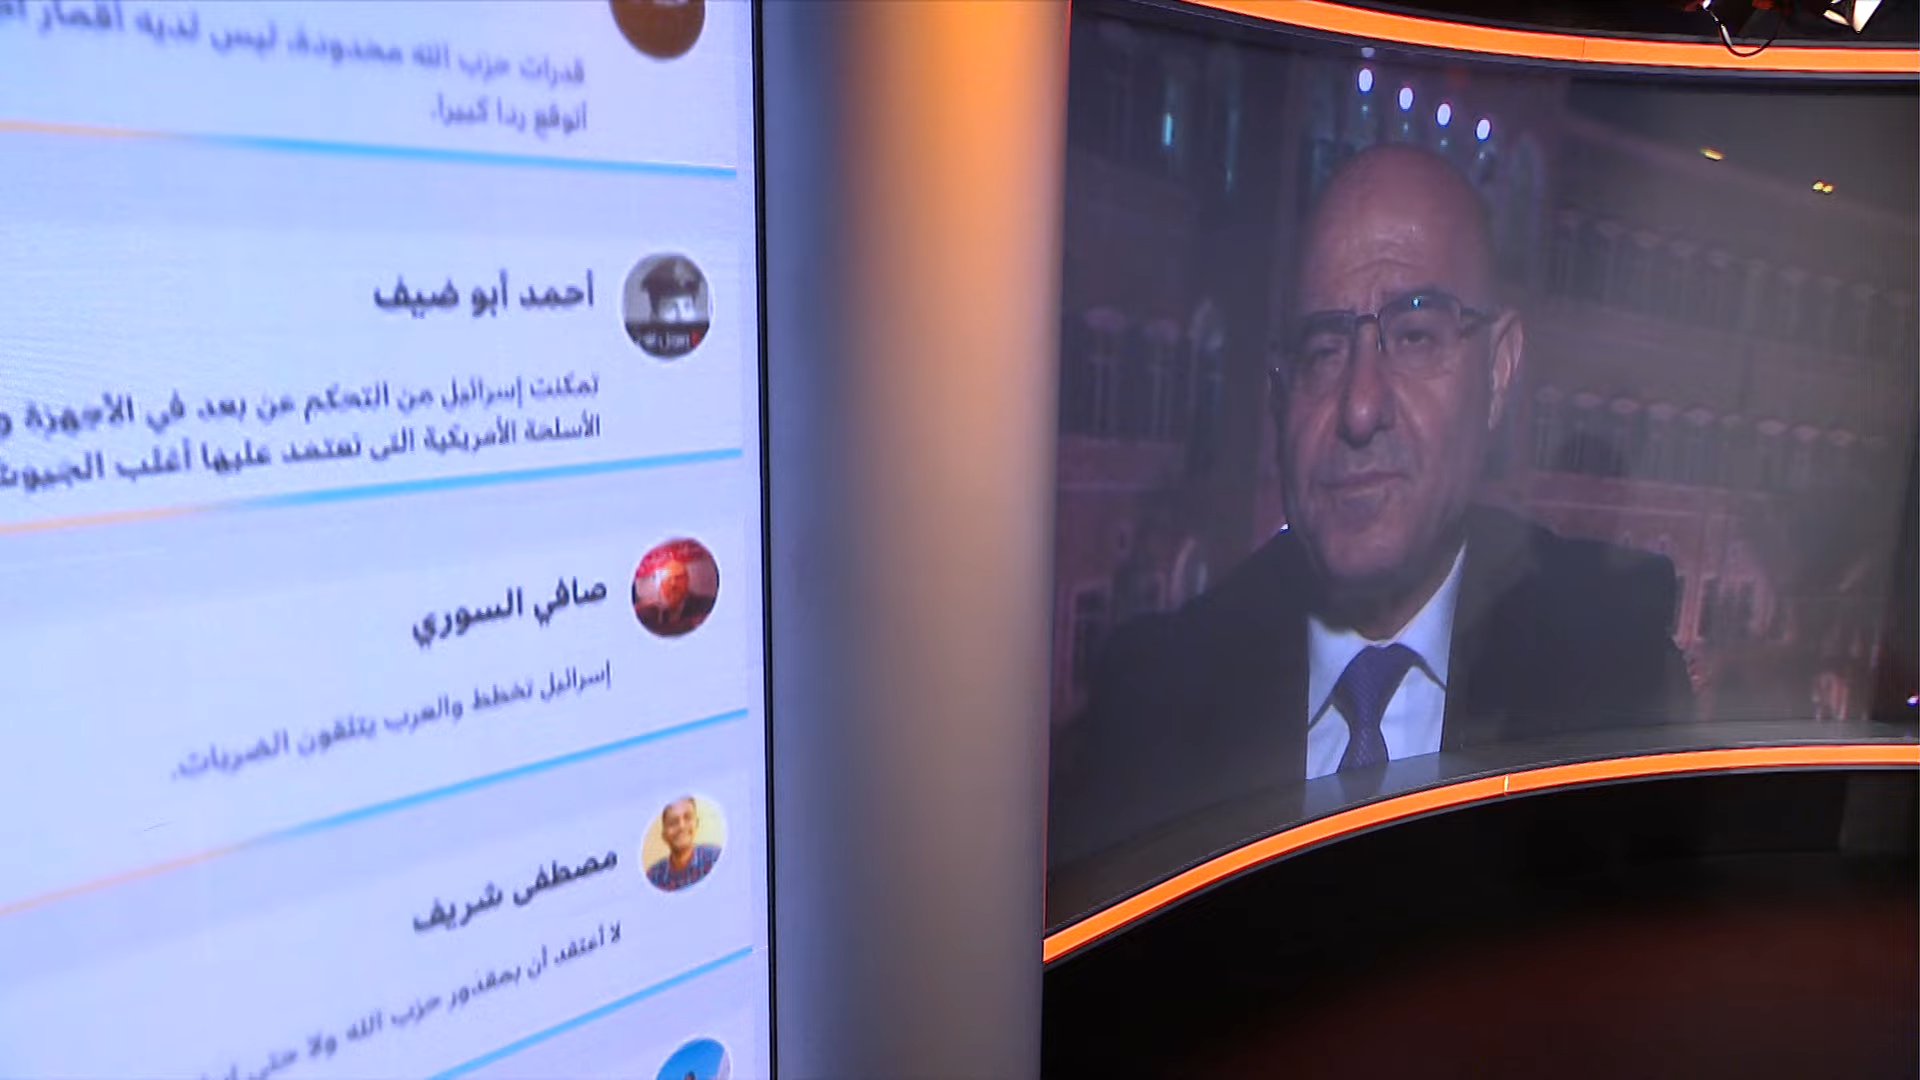 قدرات حزب الله محدودة، ليس لديه أقمار
أتوقع ردا كبيرا.
أحمد أبو ضيف
تمكنت إسرائيل من التحكم عن بعد في الأجهزة و
الأسلحة الأمريكية التي تعتمد عليها أغلب الجيوش
صافي السوري
إسرائيل تخطط والعرب يتلقون الضربات.
مصطفى شريف
لا أعتقد أن بمقدور حزب الله ولا حتى